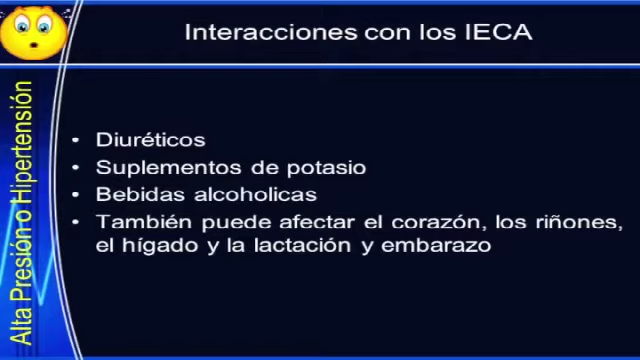 Interacciones con los IECA
Alta Presión o Hipertensión
• Diuréticos
• Suplementos de potasio
• Bebidas alcoholicas
• También puede afectar el corazón, los riñones,
el hígado y la lactación y embarazo